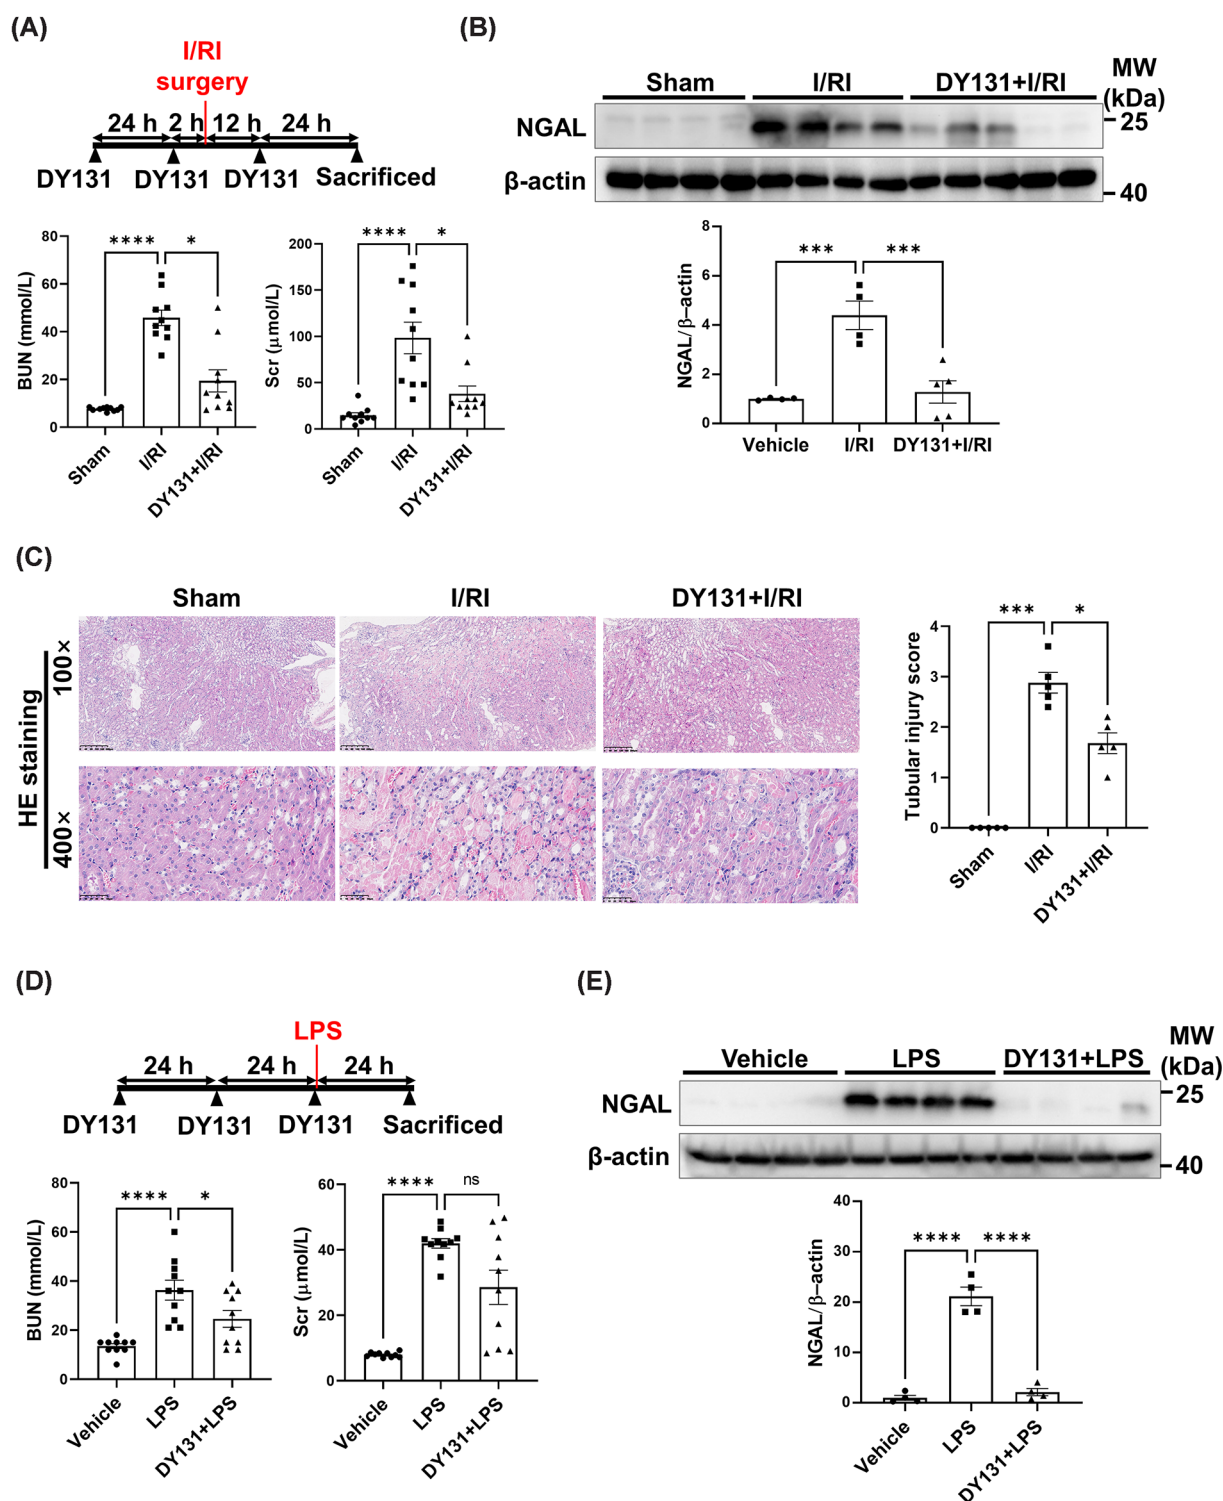 (A)
I/RI
surgery
24 h 2 h 12 h 24 h
DY131 DY131 DY131 Sacrificed
BUN (mmol/L)
80
60
40
20
0
**** *
Sham I/RI DY131+I/RI
Scr (μmol/L)
200
150
100
50
0
**** *
Sham I/RI DY131+I/RI
(B)
Sham I/RI DY131+I/RI MW
(kDa)
NGAL 25
β-actin 40
NGAL/β–actin
8
6
4
2
0
*** ***
Vehicle I/RI DY131+I/RI
(C)
Sham I/RI DY131+I/RI
HE staining
100×
400×
Tubular injury score
4
3
2
1
0
*** *
Sham I/RI DY131+I/RI
(D)
LPS
24 h 24 h 24 h
DY131 DY131 DY131 Sacrificed
BUN (mmol/L)
80
60
40
20
0
**** *
Vehicle LPS DY131+LPS
Scr (μmol/L)
60
40
20
0
**** ns
Vehicle LPS DY131+LPS
(E)
Vehicle LPS DY131+LPS MW
(kDa)
NGAL 25
β-actin 40
NGAL/β–actin
40
30
20
10
0
**** ****
Vehicle LPS DY131+LPS